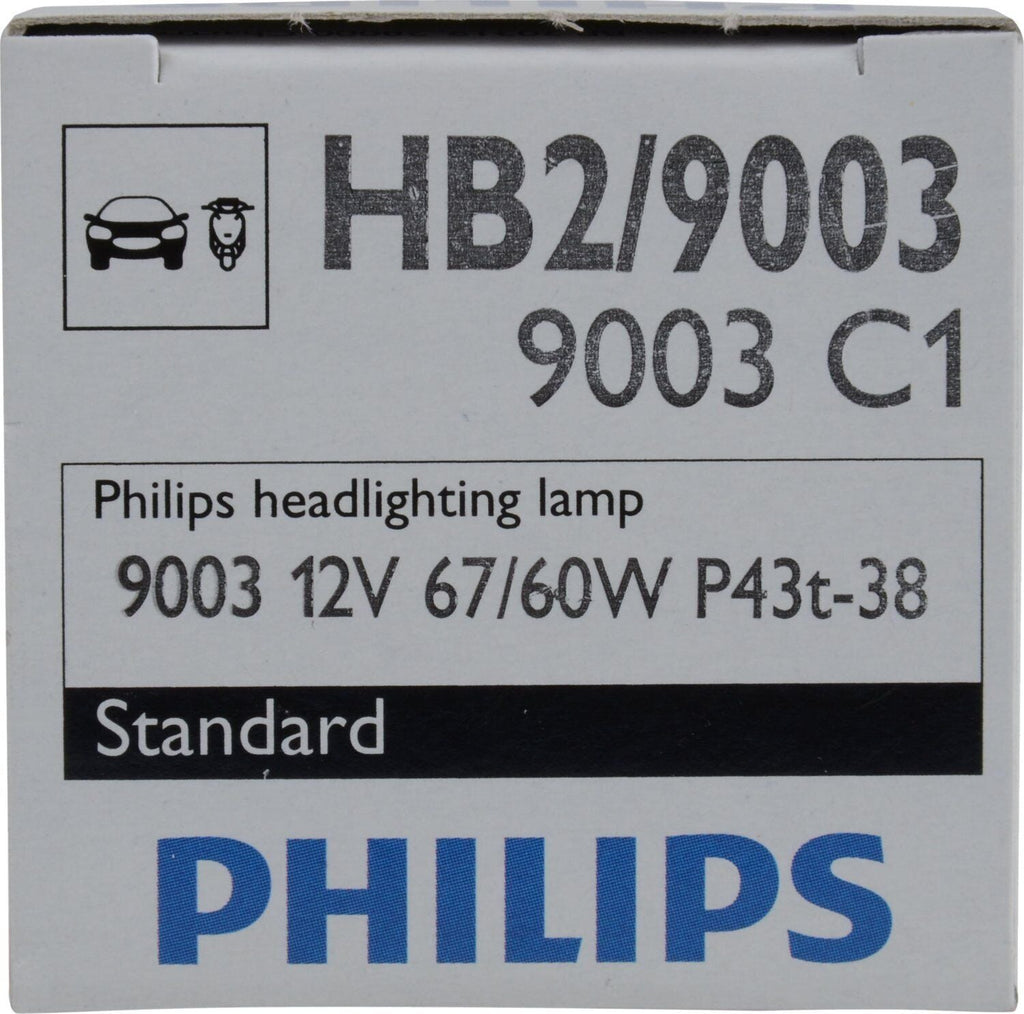 HB2/9003
9003 C1
Philips headlighting lamp
9003 12V 67/60W P43t-38
Standard
PHILIPS